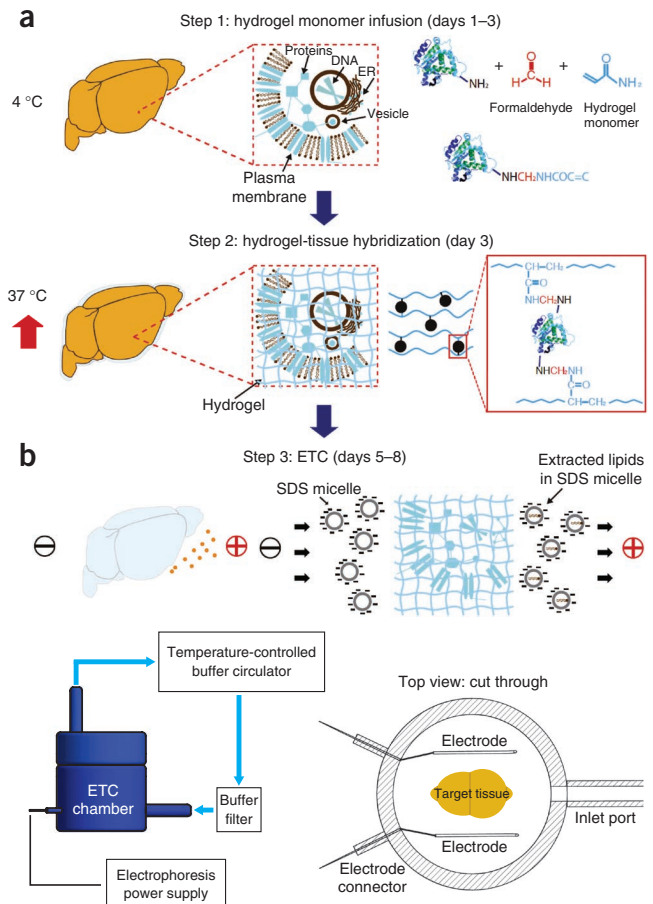 a
Step 1: hydrogel monomer infusion (days 1–3)
4 °C
Proteins
DNA
ER
Vesicle
Plasma
membrane
NH₂
+
Formaldehyde
+
Hydrogel
monomer
O
C
H H
O
NH₂
NHCH₂NHCOC=C
Step 2: hydrogel-tissue hybridization (day 3)
37 °C
Hydrogel
CH–CH₂
C=O
NHCH₂NH
NHCH₂NH
C=O
CH–CH₂
b
Step 3: ETC (days 5–8)
SDS micelle
Extracted lipids
in SDS micelle
Temperature-controlled
buffer circulator
ETC
chamber
Buffer
filter
Electrophoresis
power supply
Top view: cut through
Electrode
Target tissue
Inlet port
Electrode
Electrode
connector